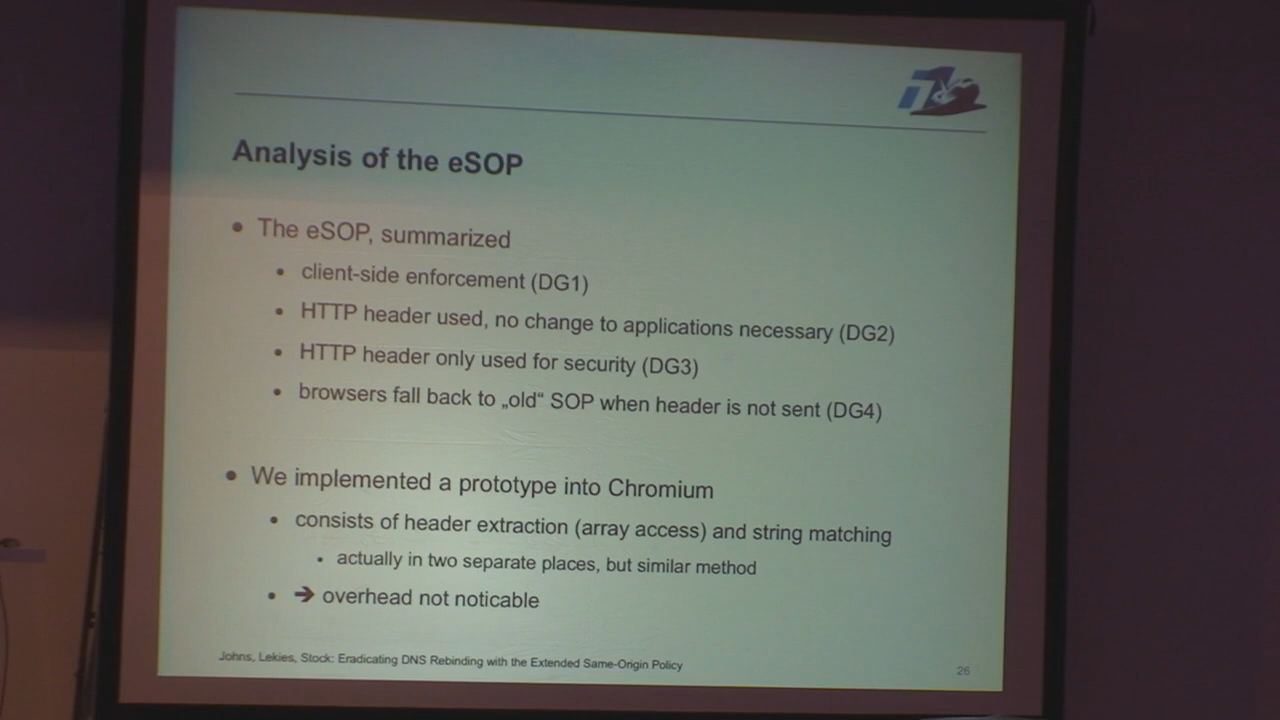 Analysis of the eSOP
• The eSOP, summarized
• client-side enforcement (DG1)
• HTTP header used, no change to applications necessary (DG2)
• HTTP header only used for security (DG3)
• browsers fall back to „old“ SOP when header is not sent (DG4)
• We implemented a prototype into Chromium
• consists of header extraction (array access) and string matching
• actually in two separate places, but similar method
• ➔ overhead not noticable
Johns, Lekies, Stock: Eradicating DNS Rebinding with the Extended Same-Origin Policy
26